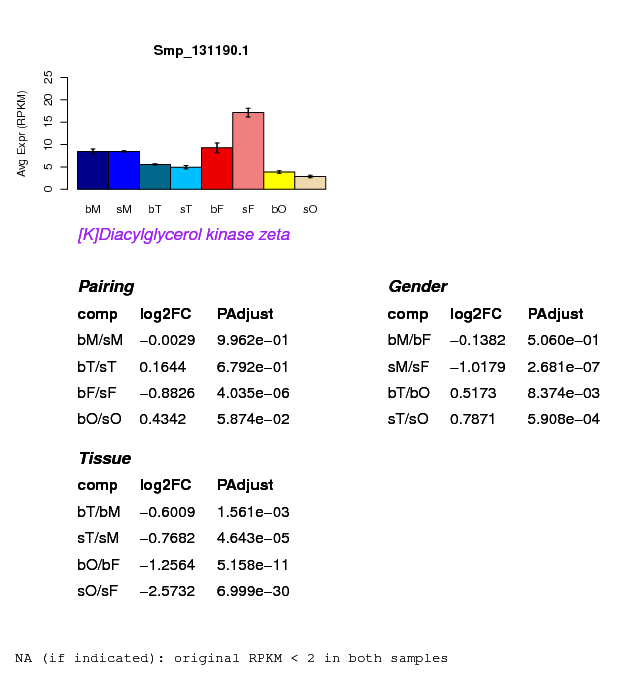 Smp_131190.1
Avg Expr (RPKM)
0 5 10 15 20 25
bM sM bT sT bF sF bO sO
[K]Diacylglycerol kinase zeta
Pairing
comp log2FC PAdjust
bM/sM −0.0029 9.962e−01
bT/sT 0.1644 6.792e−01
bF/sF −0.8826 4.035e−06
bO/sO 0.4342 5.874e−02
Gender
comp log2FC PAdjust
bM/bF −0.1382 5.060e−01
sM/sF −1.0179 2.681e−07
bT/bO 0.5173 8.374e−03
sT/sO 0.7871 5.908e−04
Tissue
comp log2FC PAdjust
bT/bM −0.6009 1.561e−03
sT/sM −0.7682 4.643e−05
bO/bF −1.2564 5.158e−11
sO/sF −2.5732 6.999e−30
NA (if indicated): original RPKM < 2 in both samples